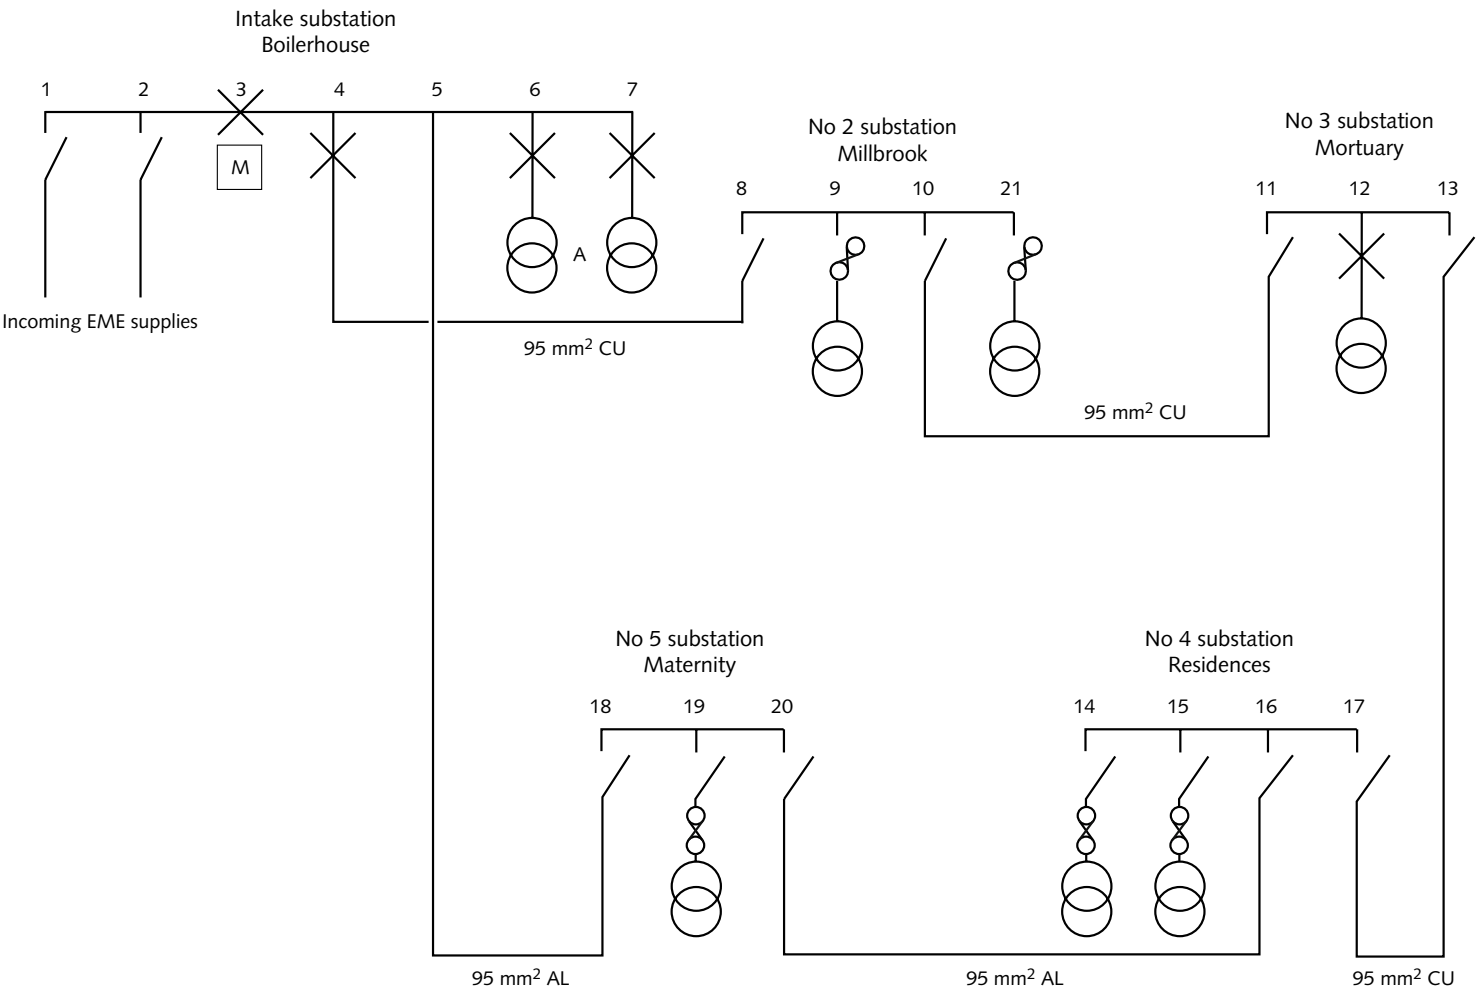 Intake substation
Boilerhouse
1 2 3 4 5 6 7
M
A
Incoming EME supplies
95 mm² CU
No 2 substation
Millbrook
8 9 10 21
No 3 substation
Mortuary
11 12 13
95 mm² CU
No 5 substation
Maternity
18 19 20
No 4 substation
Residences
14 15 16 17
95 mm² AL
95 mm² AL
95 mm² CU